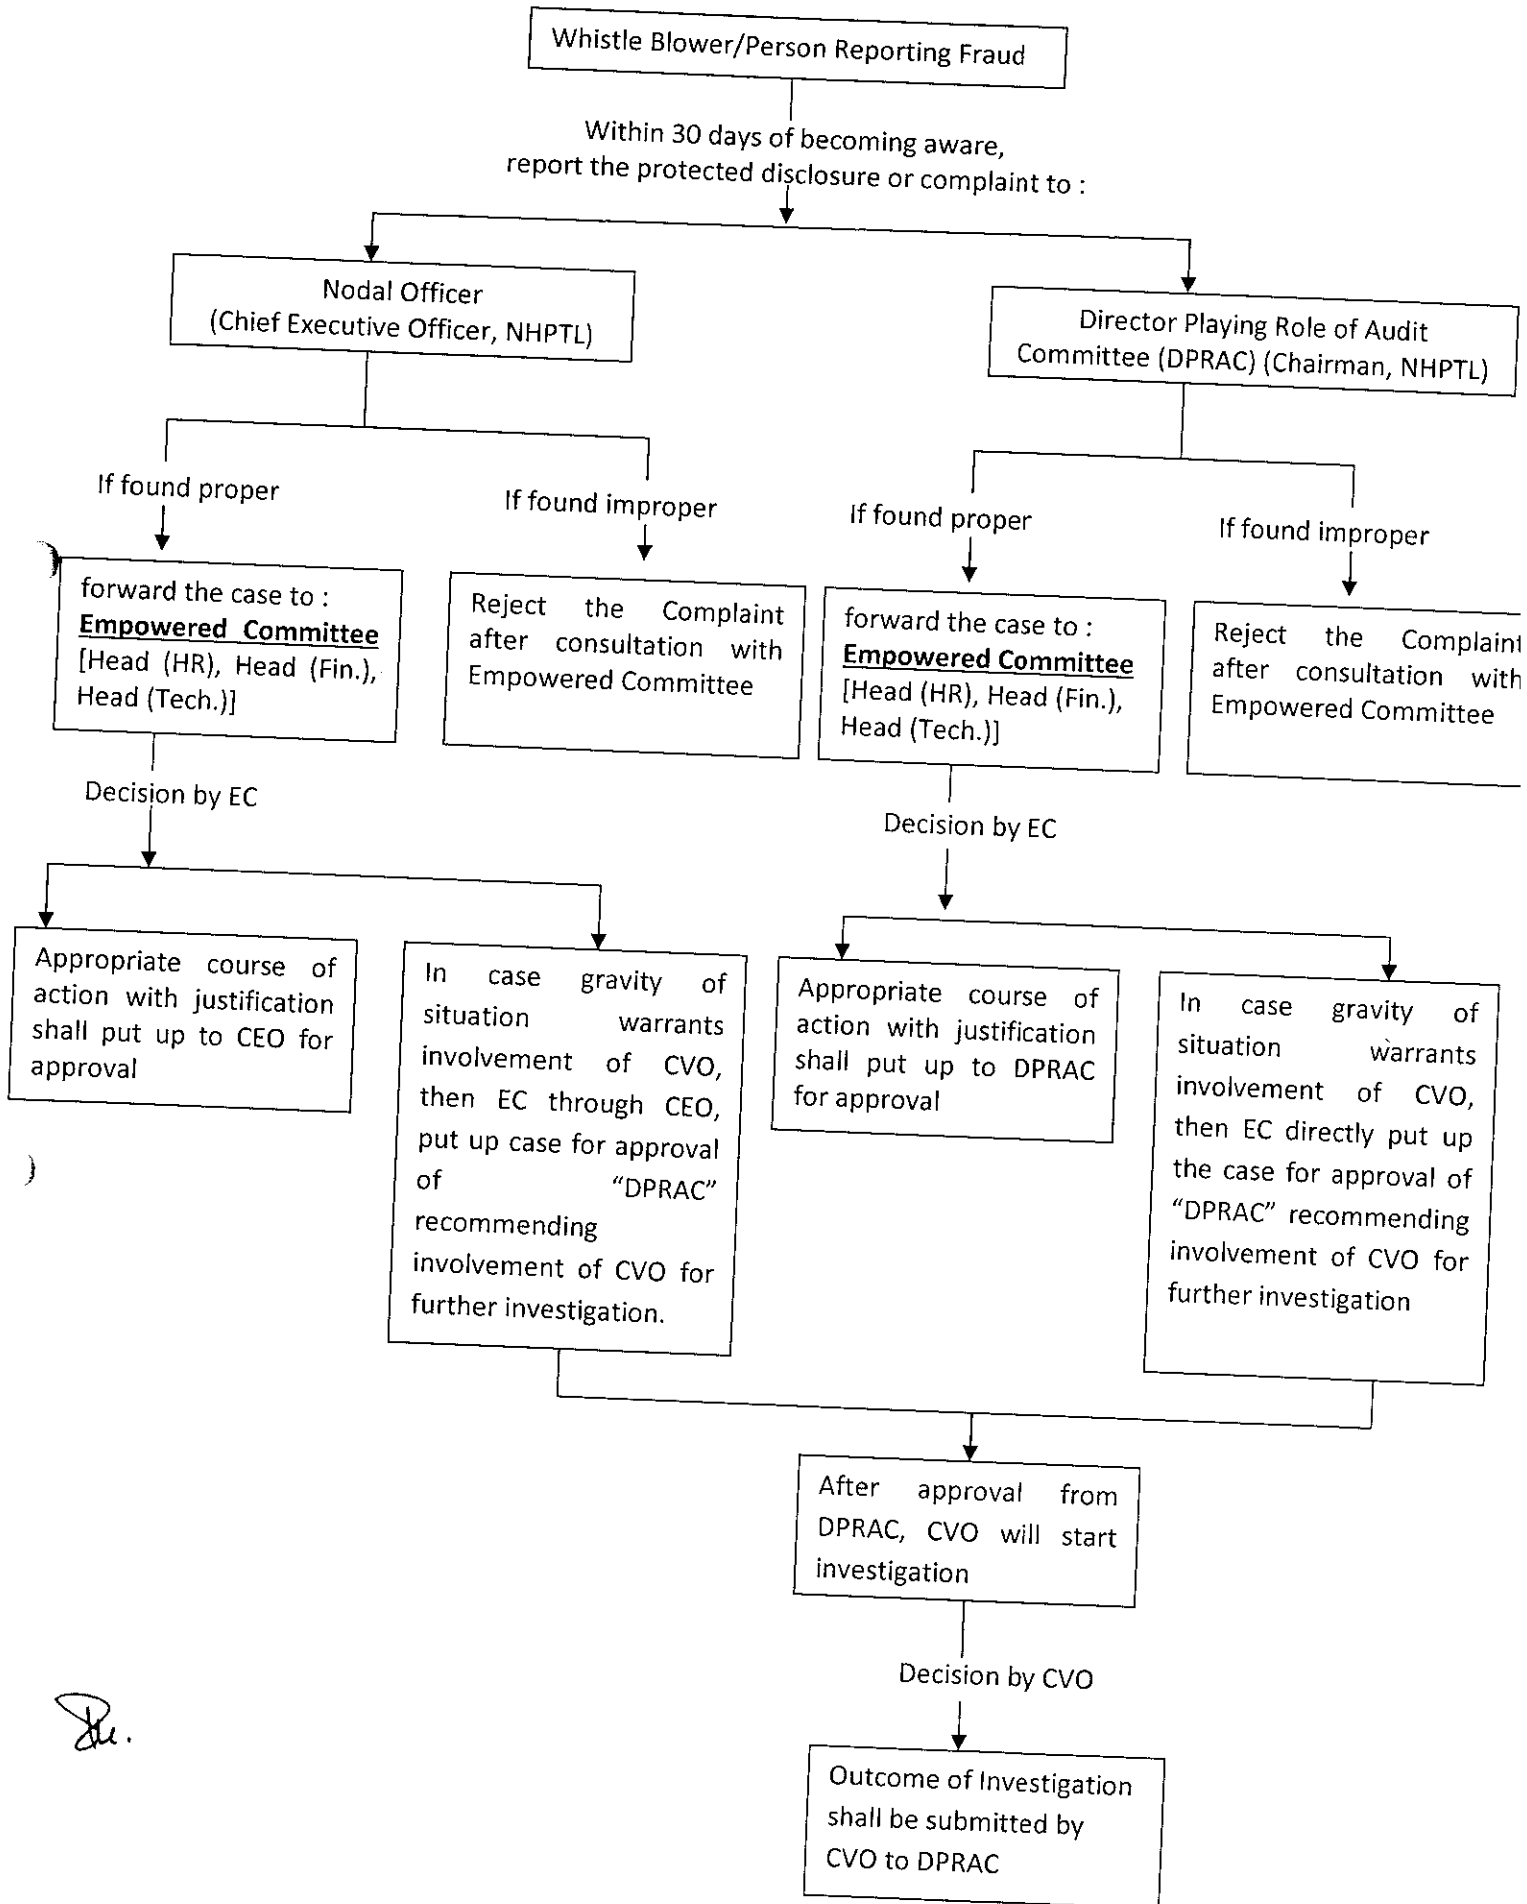 Whistle Blower/Person Reporting Fraud
Within 30 days of becoming aware,
report the protected disclosure or complaint to :
Nodal Officer
(Chief Executive Officer, NHPTL)
Director Playing Role of Audit
Committee (DPRAC) (Chairman, NHPTL)
If found proper
If found improper
If found proper
If found improper
forward the case to :
Empowered Committee
[Head (HR), Head (Fin.),
Head (Tech.)]
Reject the Complaint
after consultation with
Empowered Committee
forward the case to :
Empowered Committee
[Head (HR), Head (Fin.),
Head (Tech.)]
Reject the Complaint
after consultation with
Empowered Committee
Decision by EC
Decision by EC
Appropriate course of
action with justification
shall put up to CEO for
approval
In case gravity of
situation warrants
involvement of CVO,
then EC through CEO,
put up case for approval
of "DPRAC"
recommending
involvement of CVO for
further investigation.
Appropriate course of
action with justification
shall put up to DPRAC
for approval
In case gravity of
situation warrants
involvement of CVO,
then EC directly put up
the case for approval of
"DPRAC" recommending
involvement of CVO for
further investigation
After approval from
DPRAC, CVO will start
investigation
Decision by CVO
Outcome of Investigation
shall be submitted by
CVO to DPRAC